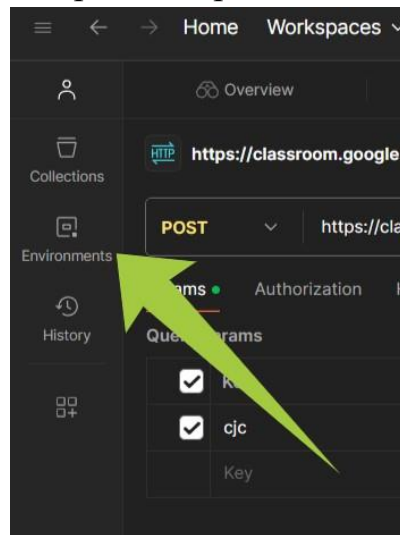 Home Workspaces
Overview
HTTP https://classroom.google
Collections
POST https://cla
Environments
Authorization
History
cjc
Key